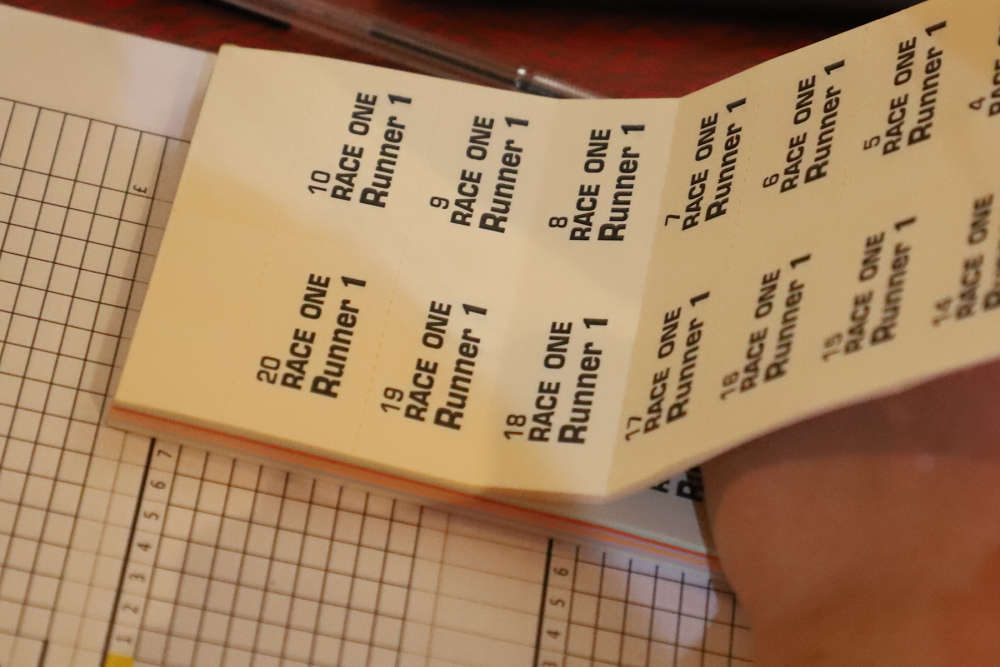 20
RACE ONE
Runner 1
10
RACE ONE
Runner 1
19
RACE ONE
Runner 1
9
RACE ONE
Runner 1
18
RACE ONE
Runner 1
8
RACE ONE
Runner 1
17
RACE ONE
Runner 1
7
RACE ONE
Runner 1
16
RACE ONE
Runner 1
6
RACE ONE
Runner 1
15
RACE ONE
Runner 1
5
RACE ONE
Runner 1
14
RACE ONE
4
£
1 2 3 4 5 6 7
4 5 6